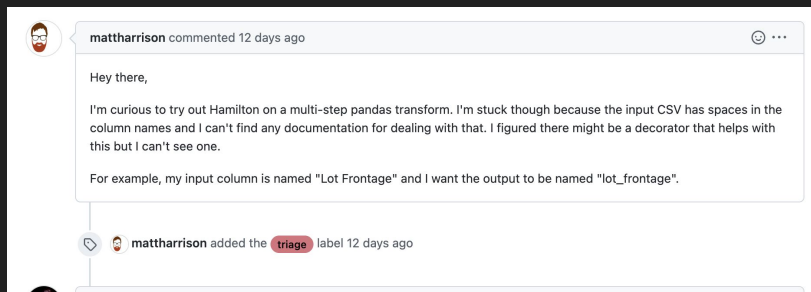 mattharrison commented 12 days ago
Hey there,
I'm curious to try out Hamilton on a multi-step pandas transform. I'm stuck though because the input CSV has spaces in the
column names and I can't find any documentation for dealing with that. I figured there might be a decorator that helps with
this but I can't see one.
For example, my input column is named "Lot Frontage" and I want the output to be named "lot_frontage".
mattharrison added the triage label 12 days ago